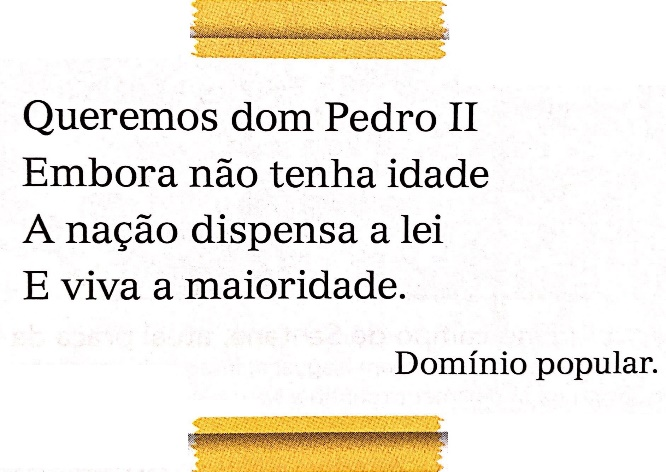 Queremos dom Pedro II
Embora não tenha idade
A nação dispensa a lei
E viva a maioridade.
Domínio popular.